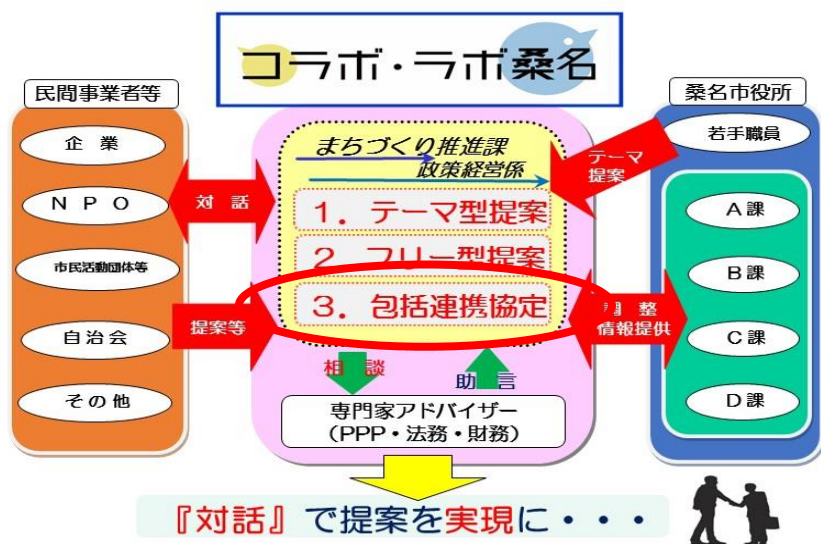 コラボ・ラボ桑名
民間事業者等
企 業
N P O
市民活動団体等
自治会
その他
対 話
提案等
まちづくり推進課
政策経営係
1．テーマ型提案
2．フリー型提案
3．包括連携協定
相 談
助 言
専門家アドバイザー
(PPP・法務・財務)
テーマ
提案
整
情報提供
桑名市役所
若手職員
A課
B課
C課
D課
『対話』で提案を実現に・・・